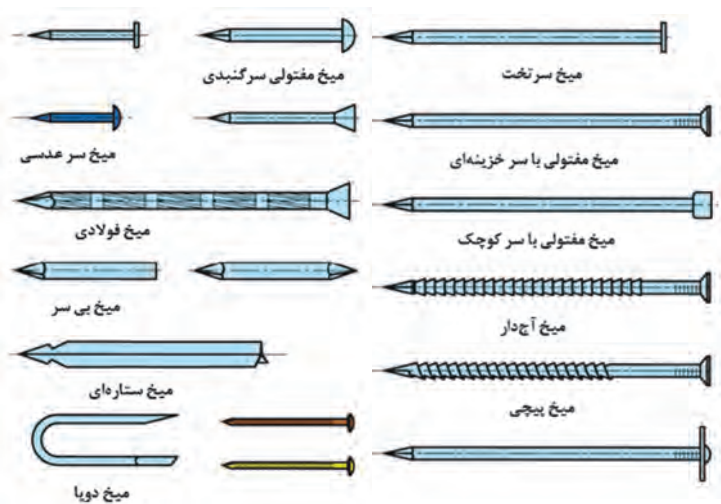 میخ مفتولی سرگنبدی
میخ سرتخت
میخ سر عدسی
میخ مفتولی با سر خزینه‌ای
میخ فولادی
میخ مفتولی با سر کوچک
میخ بی سر
میخ آج‌دار
میخ ستاره‌ای
میخ پیچی
میخ دوپا